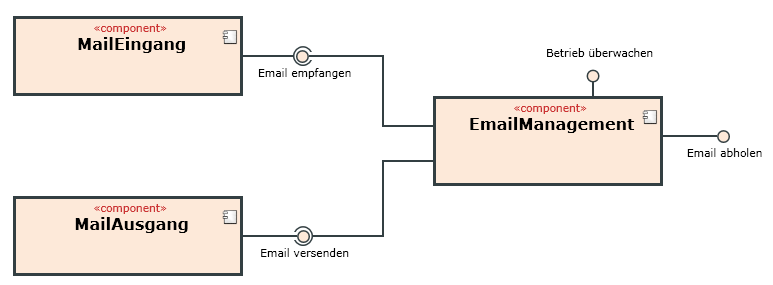 «component»
MailEingang
Email empfangen
Betrieb überwachen
«component»
EmailManagement
Email abholen
«component»
MailAusgang
Email versenden